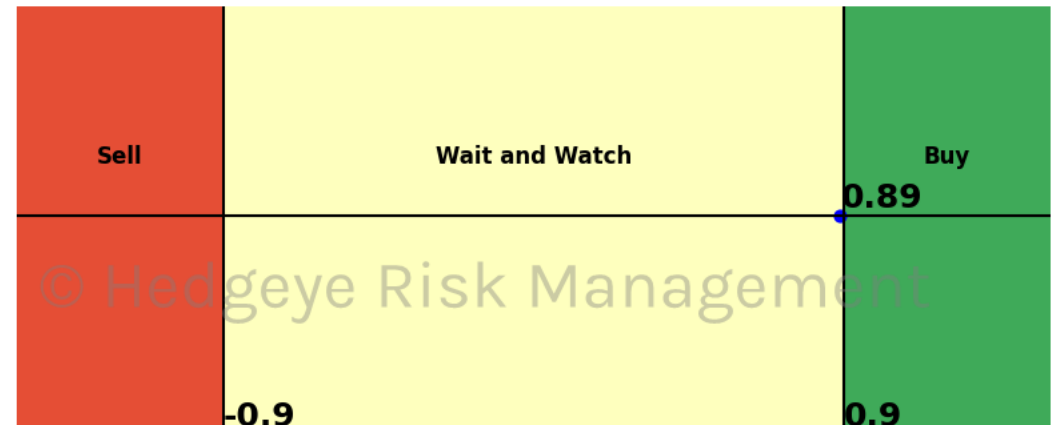 Sell
Wait and Watch
Buy
0.89
© Hedgeye Risk Management
-0.9
0.9